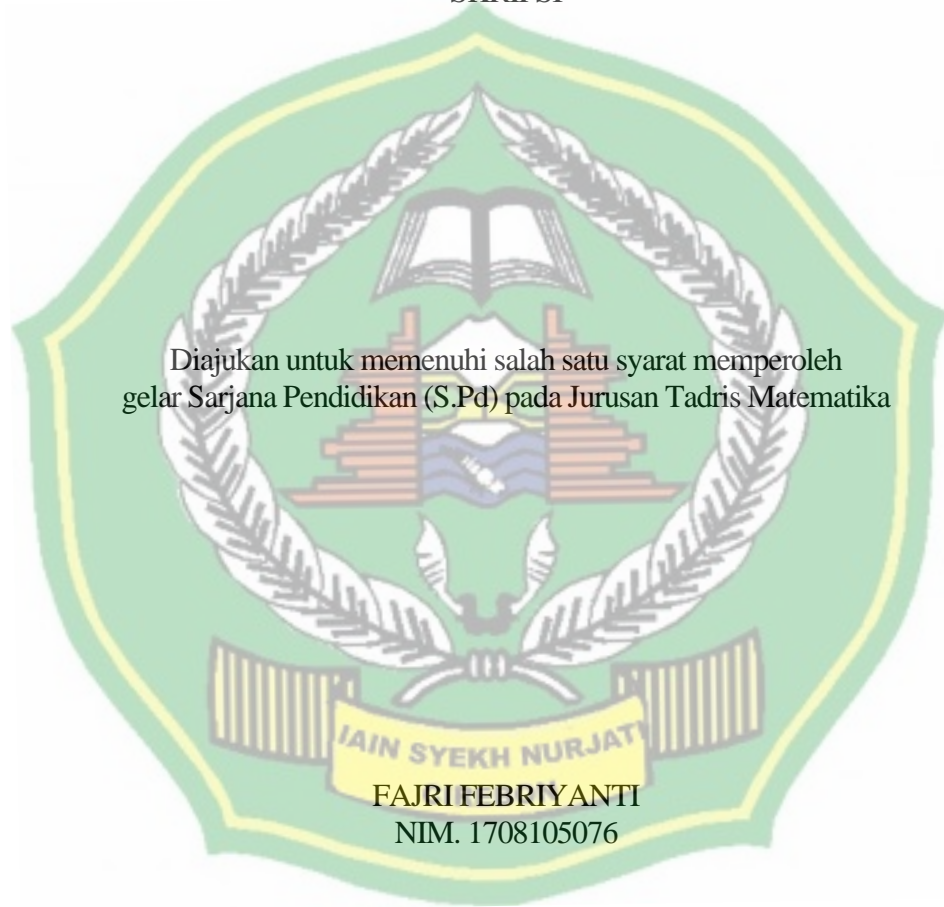 SKRIPSI
Diajukan untuk memenuhi salah satu syarat memperoleh
gelar Sarjana Pendidikan (S.Pd) pada Jurusan Tadris Matematika
IAIN SYEKH NURJATI
FAJRI FEBRIYANTI
NIM. 1708105076